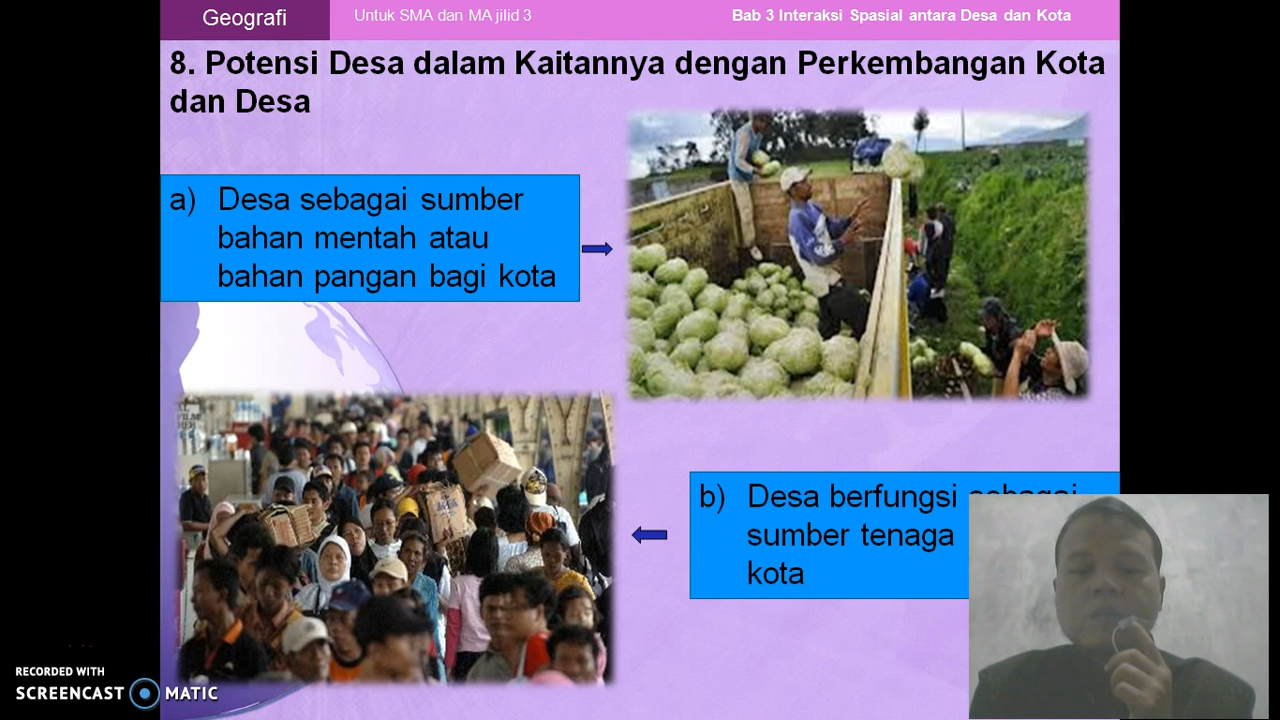 Geografi
Untuk SMA dan MA jilid 3
Bab 3 Interaksi Spasial antara Desa dan Kota
8. Potensi Desa dalam Kaitannya dengan Perkembangan Kota
dan Desa
a) Desa sebagai sumber
bahan mentah atau
bahan pangan bagi kota
b) Desa berfungsi sebagai
sumber tenaga
kota
RECORDED WITH
SCREENCAST MATIC